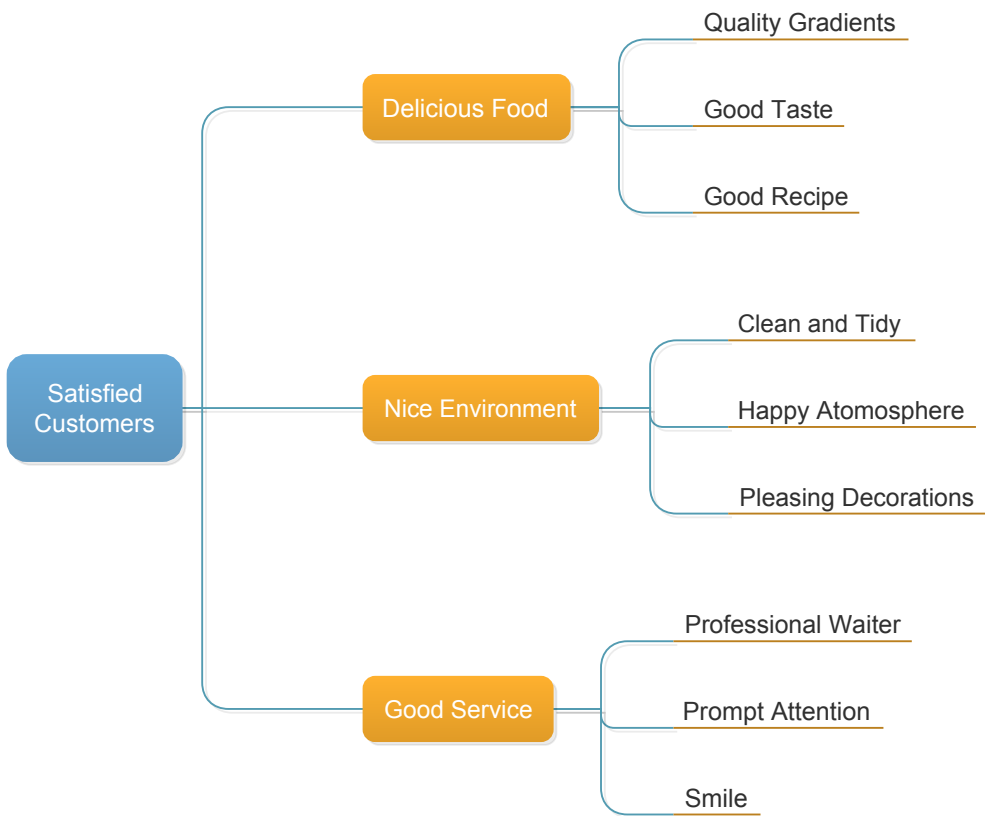 Satisfied
Customers
Delicious Food
Quality Gradients
Good Taste
Good Recipe
Nice Environment
Clean and Tidy
Happy Atomosphere
Pleasing Decorations
Good Service
Professional Waiter
Prompt Attention
Smile